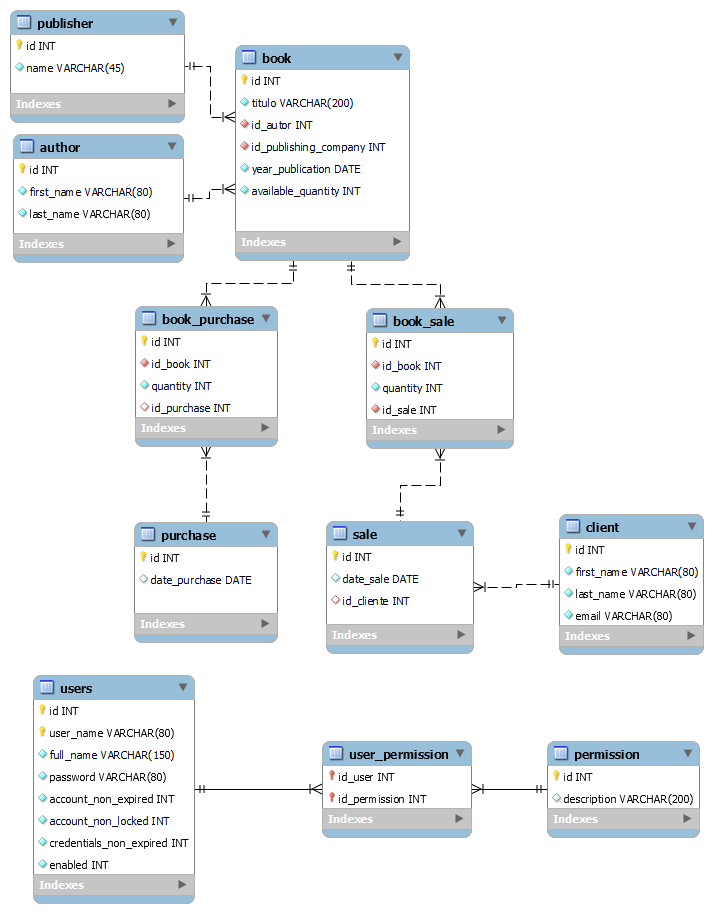 publisher
id INT
name VARCHAR(45)
Indexes
author
id INT
first_name VARCHAR(80)
last_name VARCHAR(80)
Indexes
book
id INT
titulo VARCHAR(200)
id_autor INT
id_publishing_company INT
year_publication DATE
available_quantity INT
Indexes
book_purchase
id INT
id_book INT
quantity INT
id_purchase INT
Indexes
book_sale
id INT
id_book INT
quantity INT
id_sale INT
Indexes
purchase
id INT
date_purchase DATE
Indexes
sale
id INT
date_sale DATE
id_cliente INT
Indexes
client
id INT
first_name VARCHAR(80)
last_name VARCHAR(80)
email VARCHAR(80)
Indexes
users
id INT
user_name VARCHAR(80)
full_name VARCHAR(150)
password VARCHAR(80)
account_non_expired INT
account_non_locked INT
credentials_non_expired INT
enabled INT
Indexes
user_permission
id_user INT
id_permission INT
Indexes
permission
id INT
description VARCHAR(200)
Indexes